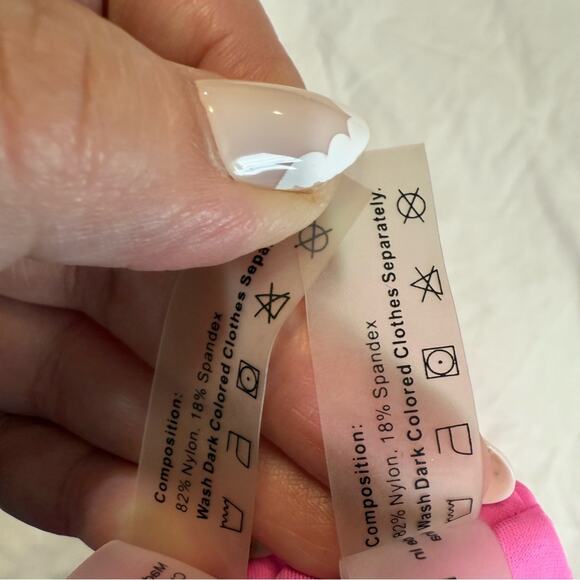 Composition:
82% Nylon, 18% Spandex
Wash Dark Colored Clothes Separately.
Composition:
82% Nylon, 18% Spandex
Wash Dark Colored Clothes Separately.